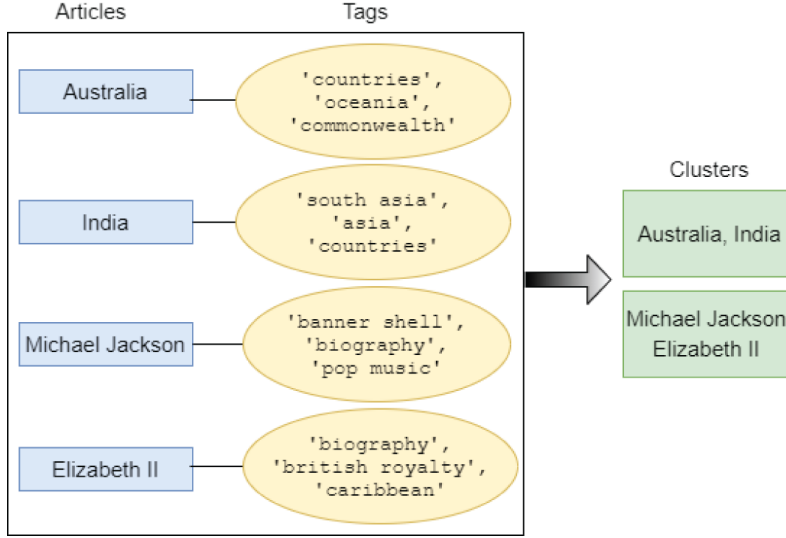 Articles
Tags
Australia
'countries',
'oceania',
'commonwealth'
India
'south asia',
'asia',
'countries'
Michael Jackson
'banner shell',
'biography',
'pop music'
Elizabeth II
'biography',
'british royalty',
'caribbean'
Clusters
Australia, India
Michael Jackson
Elizabeth II